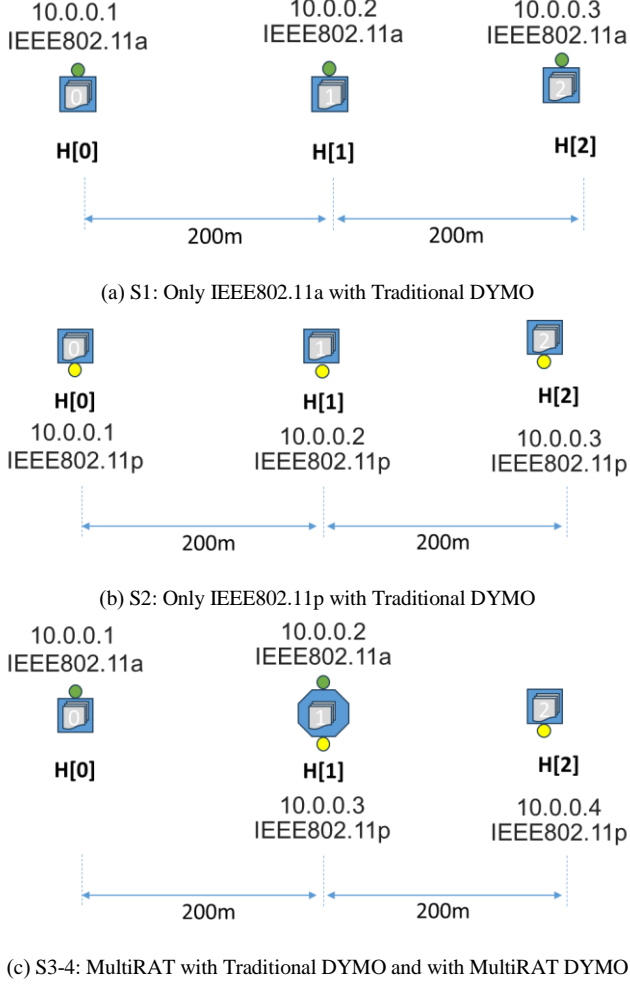 10.0.0.1 10.0.0.2 10.0.0.3
IEEE802.11a IEEE802.11a IEEE802.11a
0 1 2
H[0] H[1] H[2]
200m 200m
(a) S1: Only IEEE802.11a with Traditional DYMO
0 1 2
H[0] H[1] H[2]
10.0.0.1 10.0.0.2 10.0.0.3
IEEE802.11p IEEE802.11p IEEE802.11p
200m 200m
(b) S2: Only IEEE802.11p with Traditional DYMO
10.0.0.1 10.0.0.2
IEEE802.11a IEEE802.11a
0 1 2
H[0] H[1] H[2]
10.0.0.3 10.0.0.4
IEEE802.11p IEEE802.11p
200m 200m
(c) S3-4: MultiRAT with Traditional DYMO and with MultiRAT DYMO